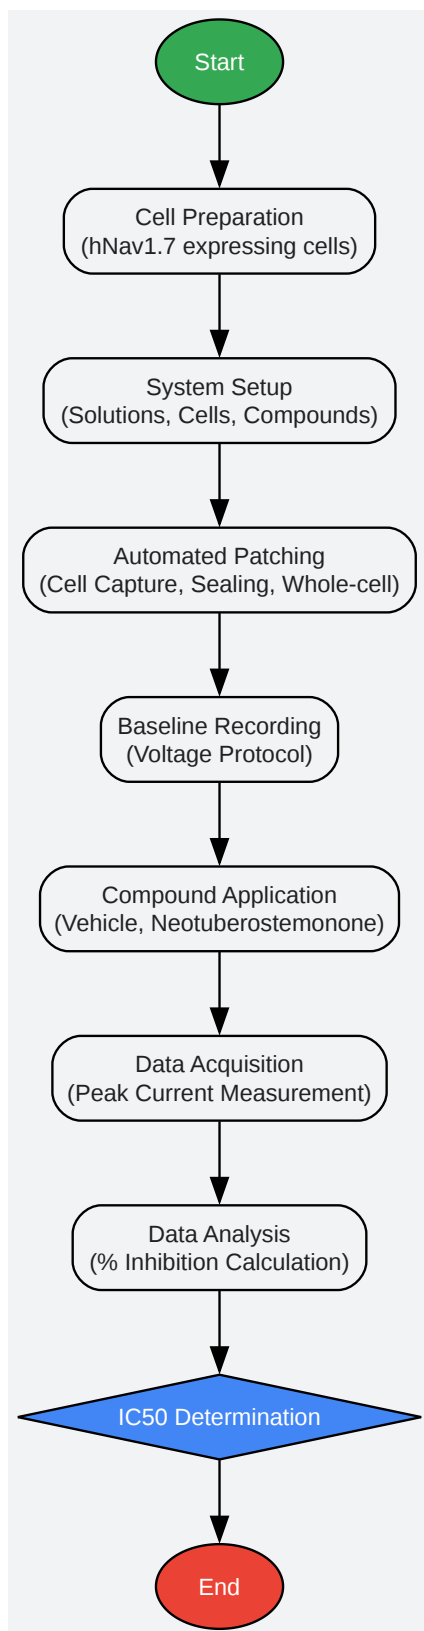 Start
Cell Preparation
(hNav1.7 expressing cells)
System Setup
(Solutions, Cells, Compounds)
Automated Patching
(Cell Capture, Sealing, Whole-cell)
Baseline Recording
(Voltage Protocol)
Compound Application
(Vehicle, Neotuberostemonone)
Data Acquisition
(Peak Current Measurement)
Data Analysis
(% Inhibition Calculation)
IC50 Determination
End